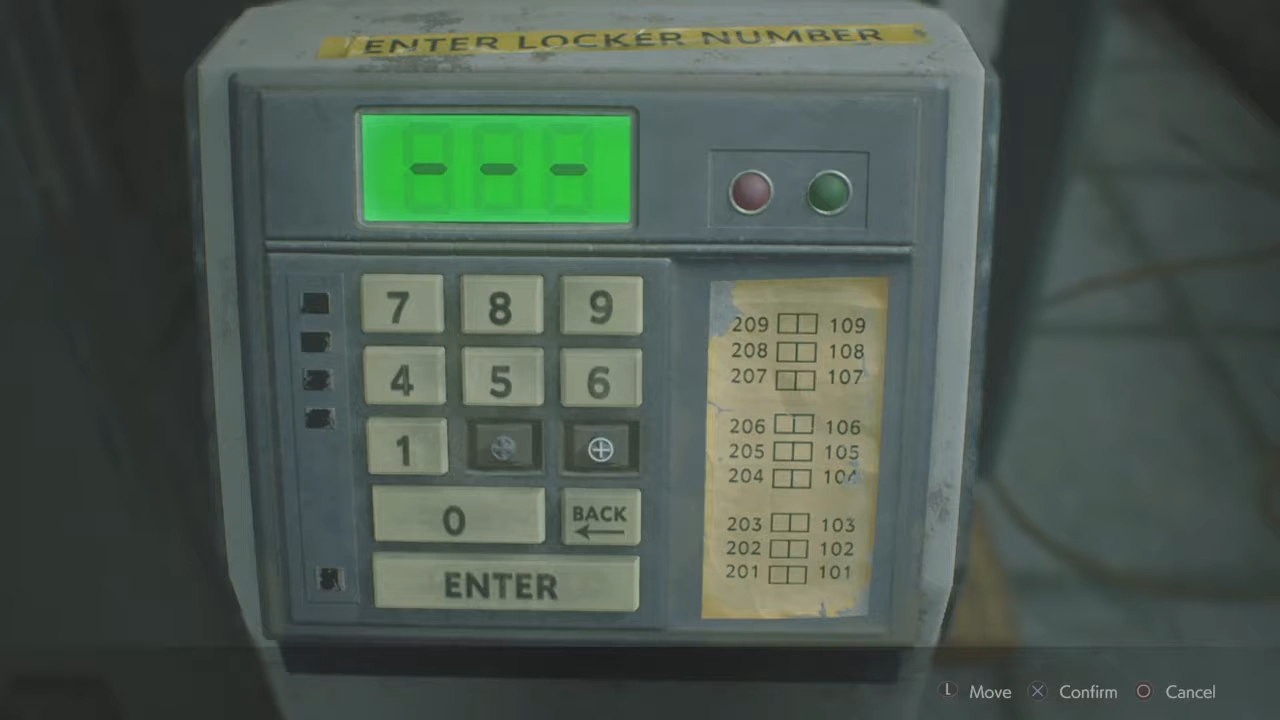 ENTER LOCKER NUMBER
- - -
7 8 9
4 5 6
1
0 BACK
ENTER
209 109
208 108
207 107
206 106
205 105
204 104
203 103
202 102
201 101
L Move X Confirm O Cancel